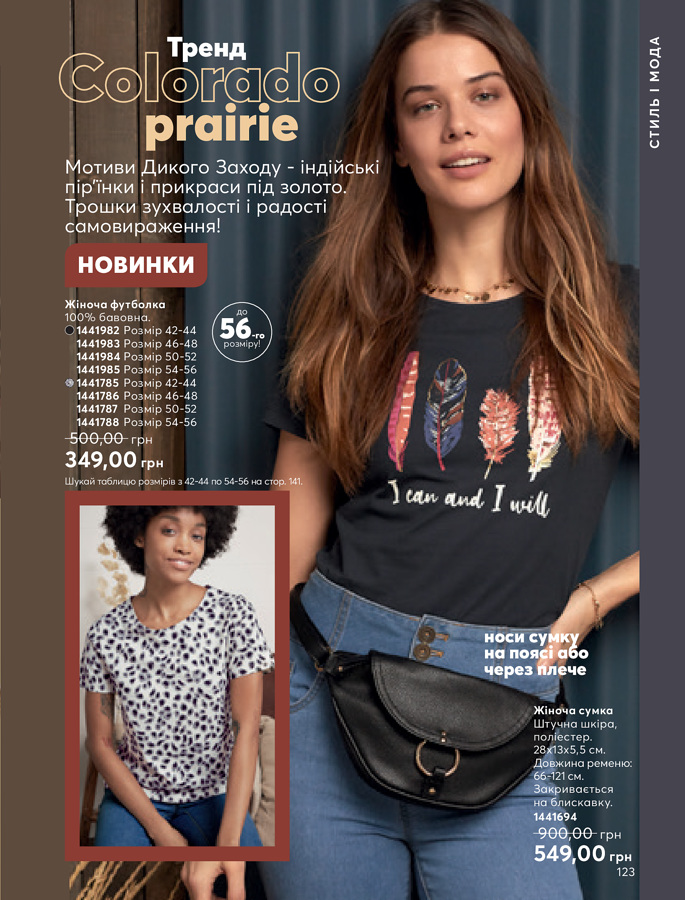 Тренд
Colorado
prairie
Мотиви Дикого Заходу - індійські
пір'їнки і прикраси під золото.
Трошки зухвалості і радості
самовираження!
НОВИНКИ
Жіноча футболка
100% бавовна.
1441982 Розмір 42-44
1441983 Розмір 46-48
1441984 Розмір 50-52
1441985 Розмір 54-56
1441785 Розмір 42-44
1441786 Розмір 46-48
1441787 Розмір 50-52
1441788 Розмір 54-56
500,00 грн
349,00 грн
Шукай таблицю розмірів з 42-44 по 54-56 на стор. 141.
до
56-го
розміру!
СТИЛЬ І МОДА
I can and I will
носи сумку
на поясі або
через плече
Жіноча сумка
Штучна шкіра,
поліестер.
28x13x5,5 см.
Довжина ременю:
66-121 см.
Закривається
на блискавку.
1441694
900,00 грн
549,00 грн
123